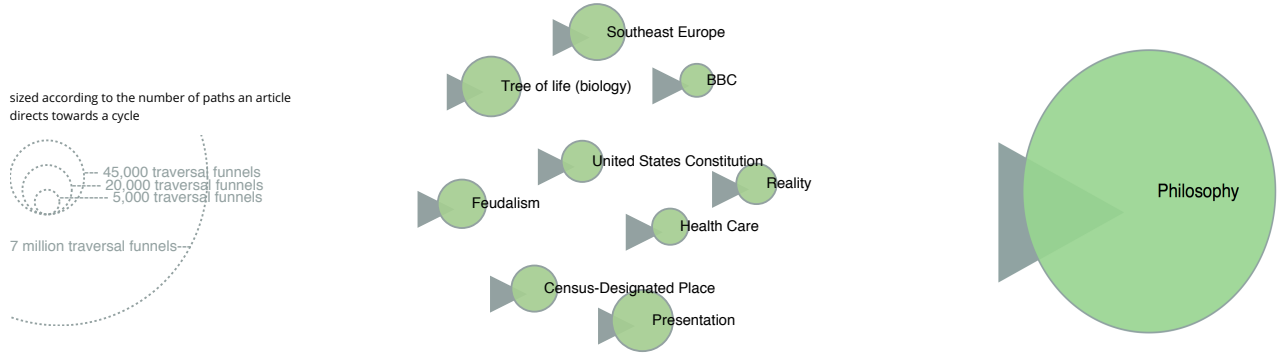 sized according to the number of paths an article
directs towards a cycle
45,000 traversal funnels
20,000 traversal funnels
5,000 traversal funnels
7 million traversal funnels
Southeast Europe
Tree of life (biology)
BBC
United States Constitution
Reality
Feudalism
Health Care
Census-Designated Place
Presentation
Philosophy